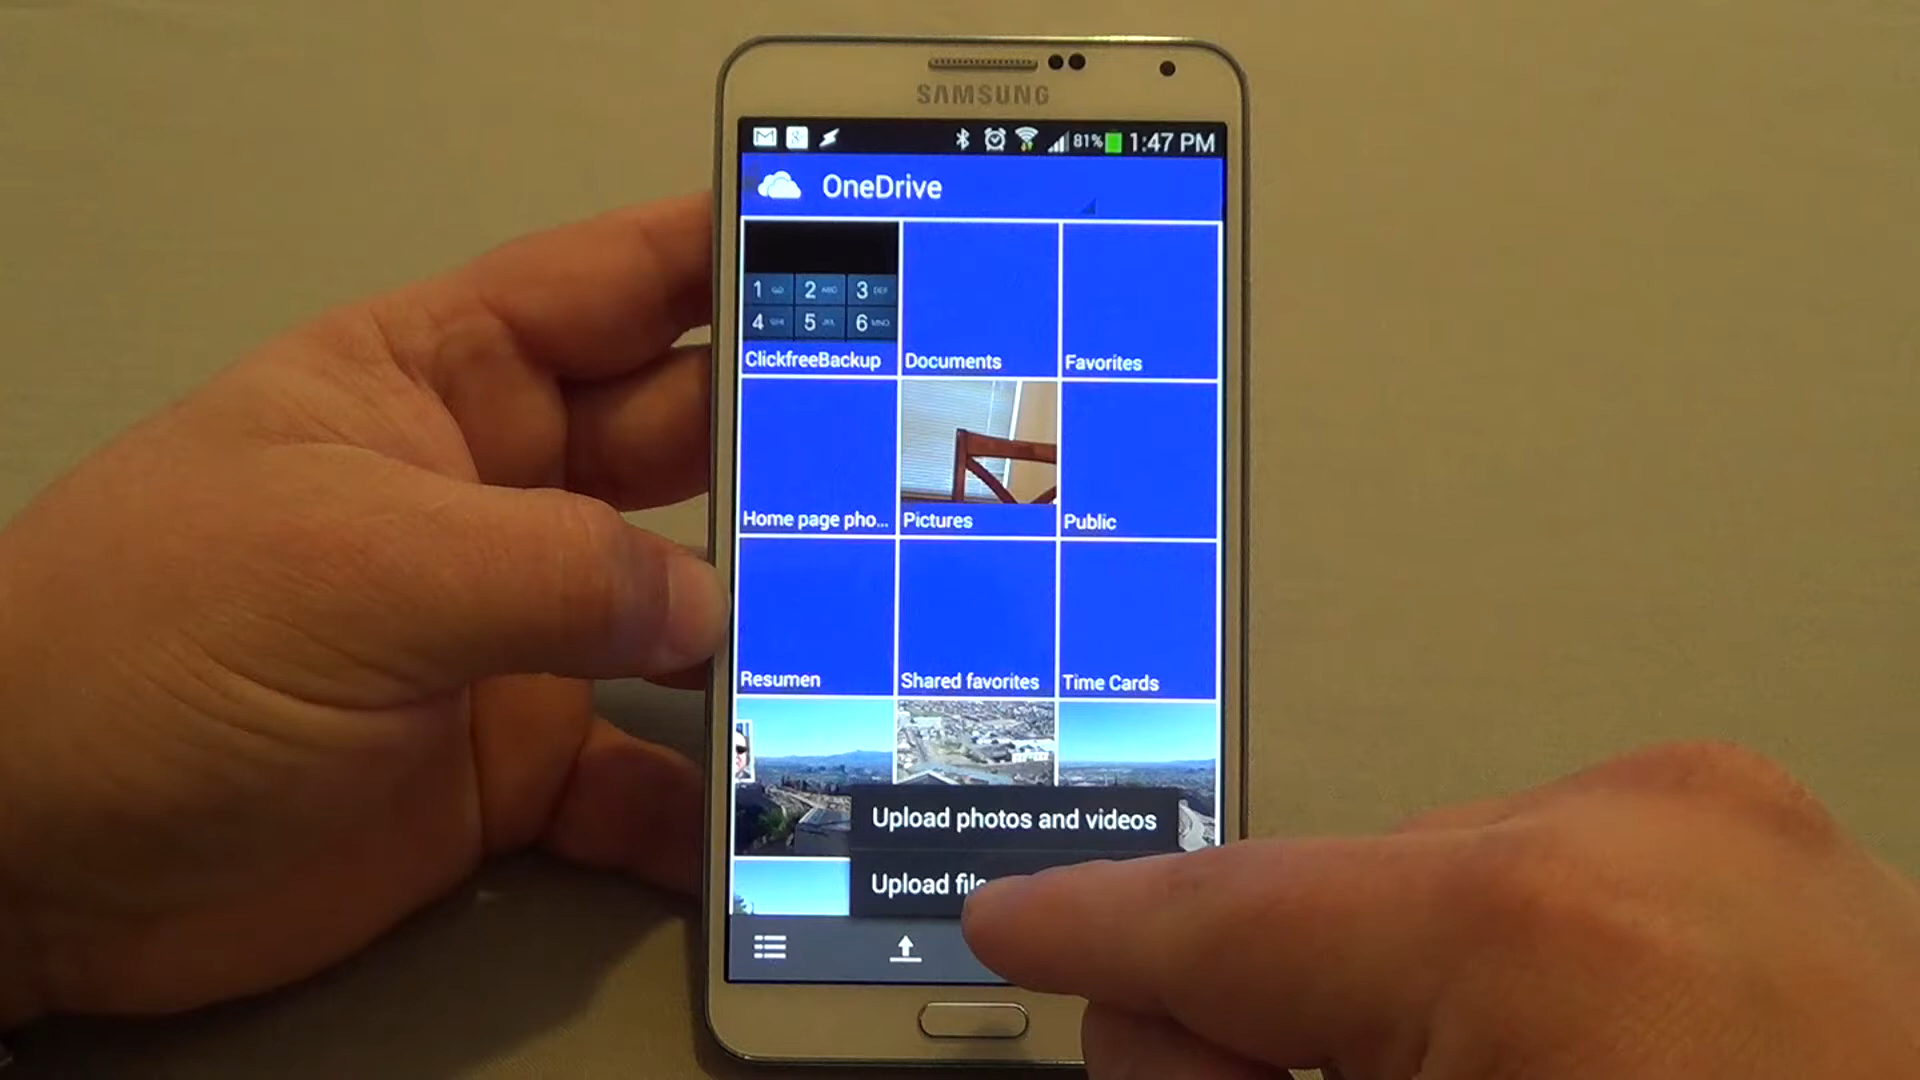 SAMSUNG
81% 1:47 PM
OneDrive
1 2 ABC 3 DEF
4 GHI 5 JKL 6 MNO
ClickfreeBackup Documents Favorites
Home page pho... Pictures Public
Resumen Shared favorites Time Cards
Upload photos and videos
Upload